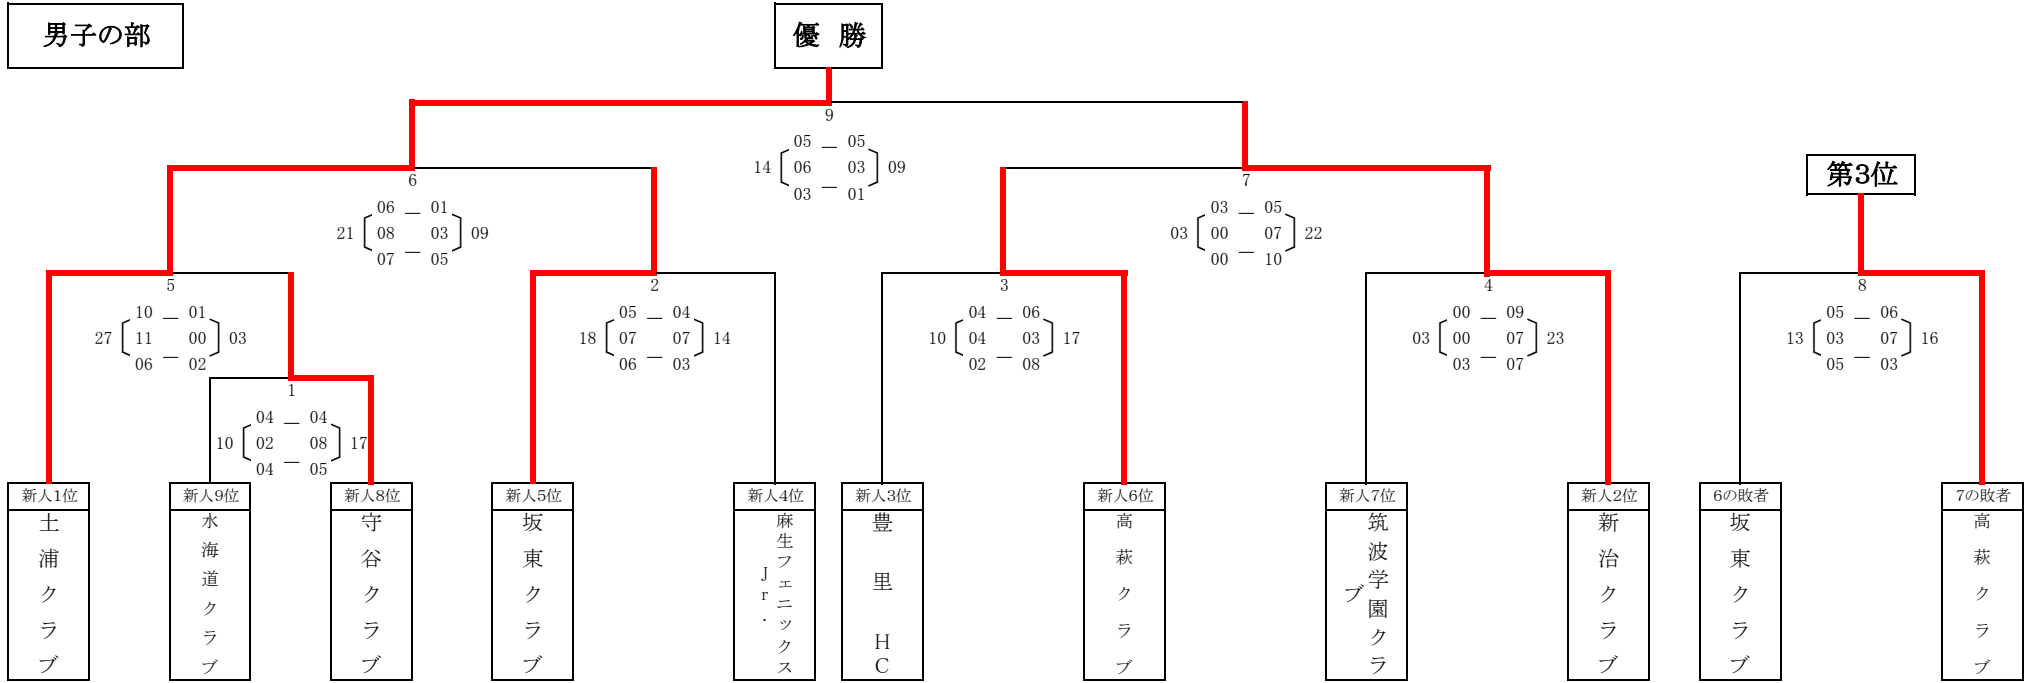 男子の部
優 勝
9
05 ― 05
14 06 03 09
03 ― 01
第3位
6
06 ― 01
21 08 03 09
07 ― 05
7
03 ― 05
03 00 07 22
00 ― 10
5
10 ― 01
27 11 00 03
06 ― 02
2
05 ― 04
18 07 07 14
06 ― 03
3
04 ― 06
10 04 03 17
02 ― 08
4
00 ― 09
03 00 07 23
03 ― 07
8
05 ― 06
13 03 07 16
05 ― 03
1
04 ― 04
10 02 08 17
04 ― 05
新人1位
土浦クラブ
新人9位
水海道クラブ
新人8位
守谷クラブ
新人5位
坂東クラブ
新人4位
麻生フェニックス
Jr.
新人3位
豊里HC
新人6位
高萩クラブ
新人7位
筑波学園クラ
ブ
新人2位
新治クラブ
6の敗者
坂東クラブ
7の敗者
高萩クラブ